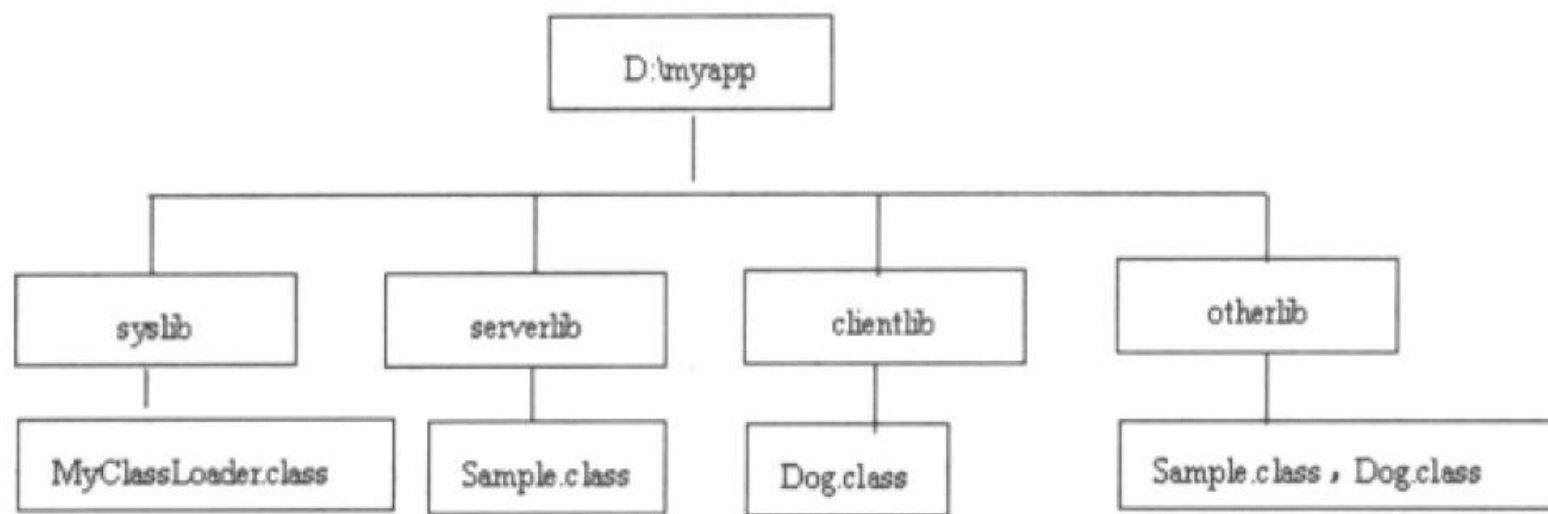 D:\myapp
syslib
serverlib
clientlib
otherlib
MyClassLoader.class
Sample.class
Dog.class
Sample.class，Dog.class